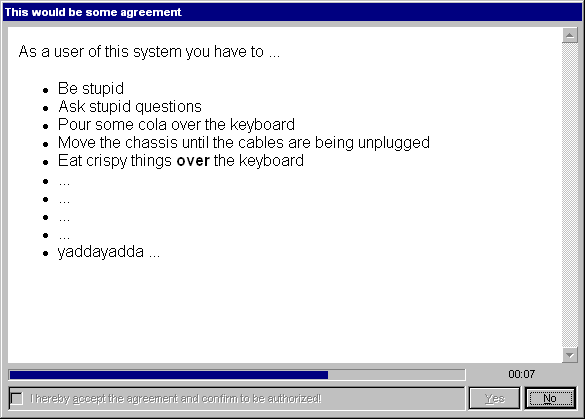 This would be some agreement
As a user of this system you have to ...
• Be stupid
• Ask stupid questions
• Pour some cola over the keyboard
• Move the chassis until the cables are being unplugged
• Eat crispy things over the keyboard
• ...
• ...
• ...
• ...
• yaddayadda ...
00:07
I hereby accept the agreement and confirm to be authorized!
Yes
No